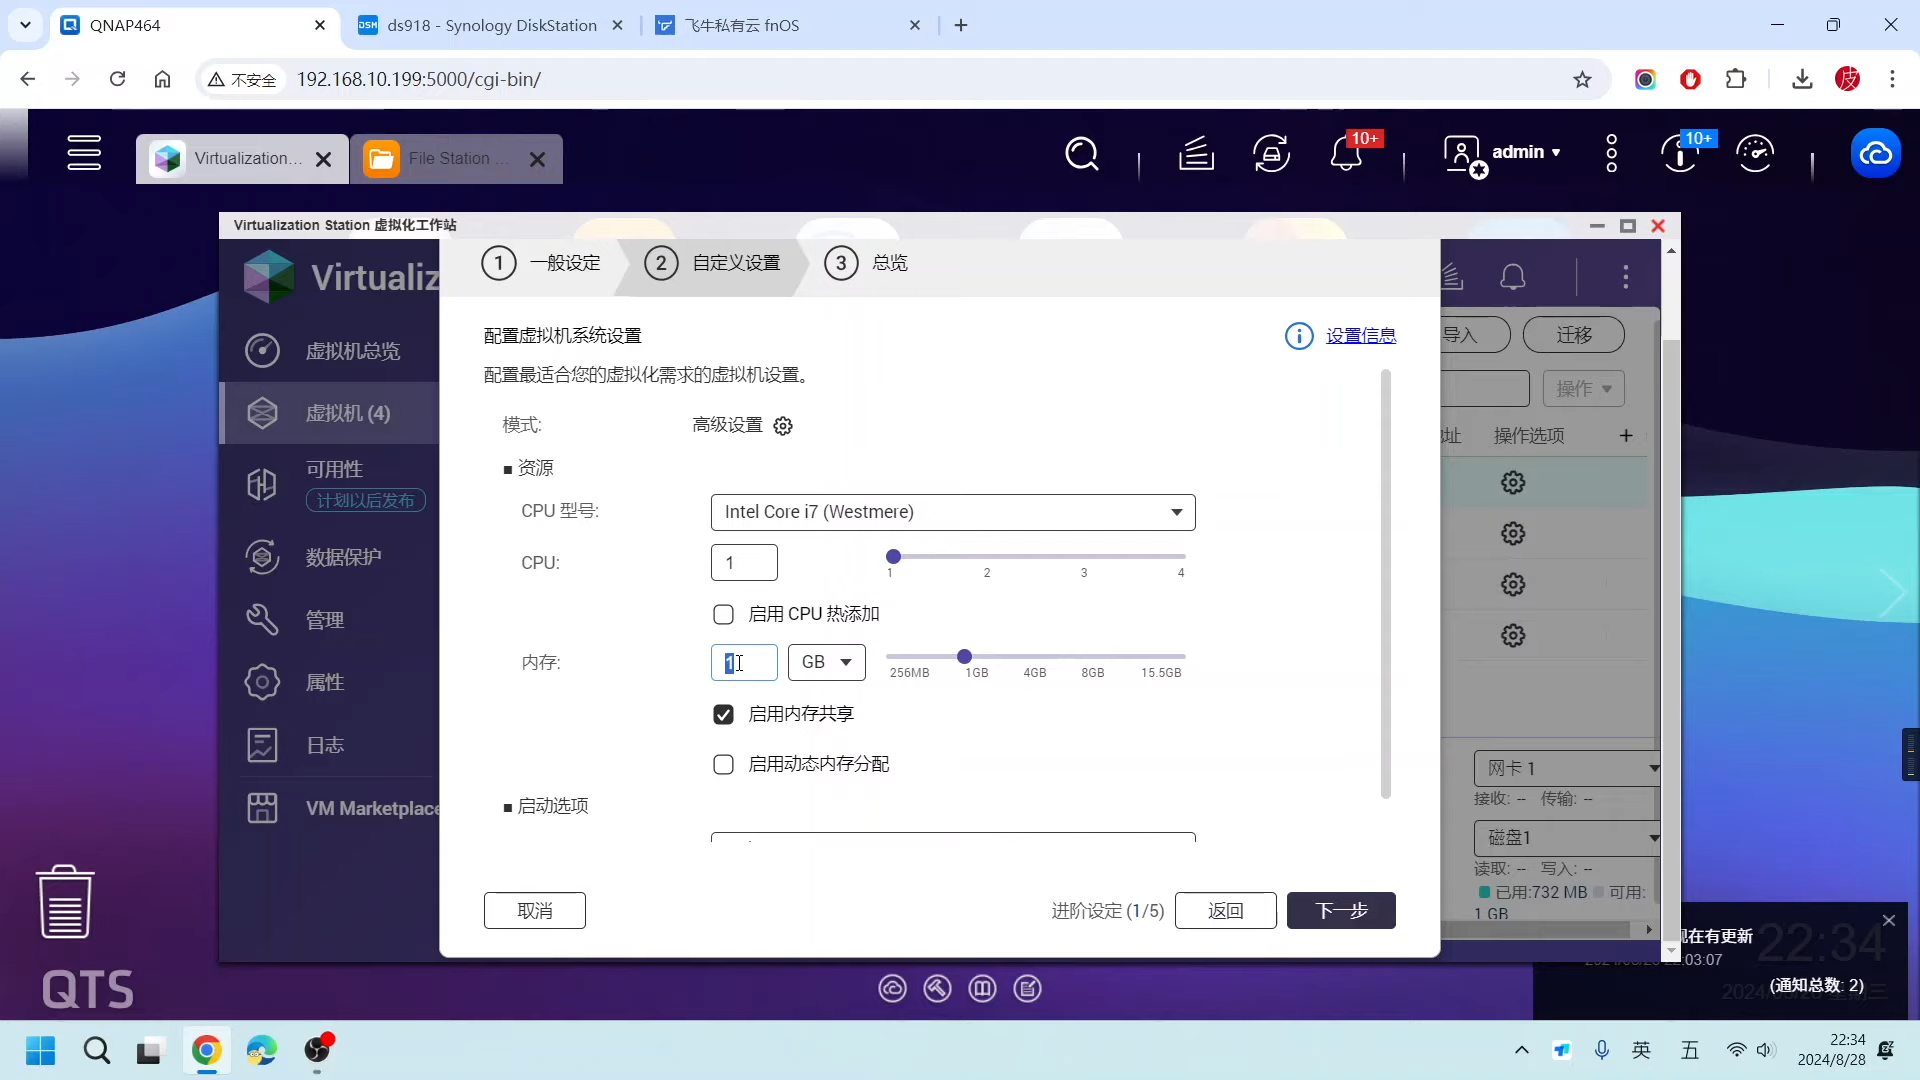 QNAP464
ds918 - Synology DiskStation
飞牛私有云 fnOS
不安全
192.168.10.199:5000/cgi-bin/
皮
Virtualization...
File Station ...
10+
admin
10+
Virtualization Station 虚拟化工作站
Virtualiz
1 一般设定
2 自定义设置
3 总览
虚拟机总览
虚拟机 (4)
可用性
计划以后发布
数据保护
管理
属性
日志
VM Marketplace
配置虚拟机系统设置
设置信息
配置最适合您的虚拟化需求的虚拟机设置。
模式:
高级设置
■ 资源
CPU 型号:
Intel Core i7 (Westmere)
CPU:
1
1 2 3 4
启用 CPU 热添加
内存:
1
GB
256MB 1GB 4GB 8GB 15.5GB
启用内存共享
启用动态内存分配
■ 启动选项
取消
进阶设定 (1/5)
返回
下一步
导入
迁移
操作
址
操作选项
网卡 1
接收: -- 传输: --
磁盘1
读取: -- 写入: --
已用:732 MB 可用:
1 GB
现在有更新
22:34
(通知总数: 2)
QTS
英
五
22:34
2024/8/28